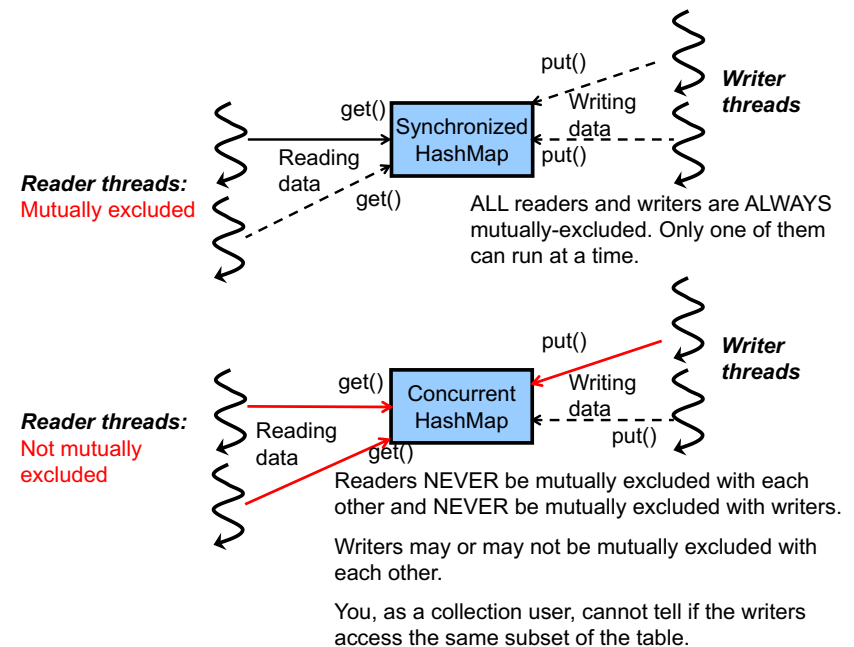 put()
Writer
threads
get()
Writing
data
Synchronized
HashMap
put()
Reading
data
Reader threads:
Mutually excluded
get()
ALL readers and writers are ALWAYS
mutually-excluded. Only one of them
can run at a time.
put()
Writer
threads
get()
Concurrent
HashMap
Writing
data
Reader threads:
Not mutually
excluded
Reading
data
put()
get()
Readers NEVER be mutually excluded with each
other and NEVER be mutually excluded with writers.
Writers may or may not be mutually excluded with
each other.
You, as a collection user, cannot tell if the writers
access the same subset of the table.